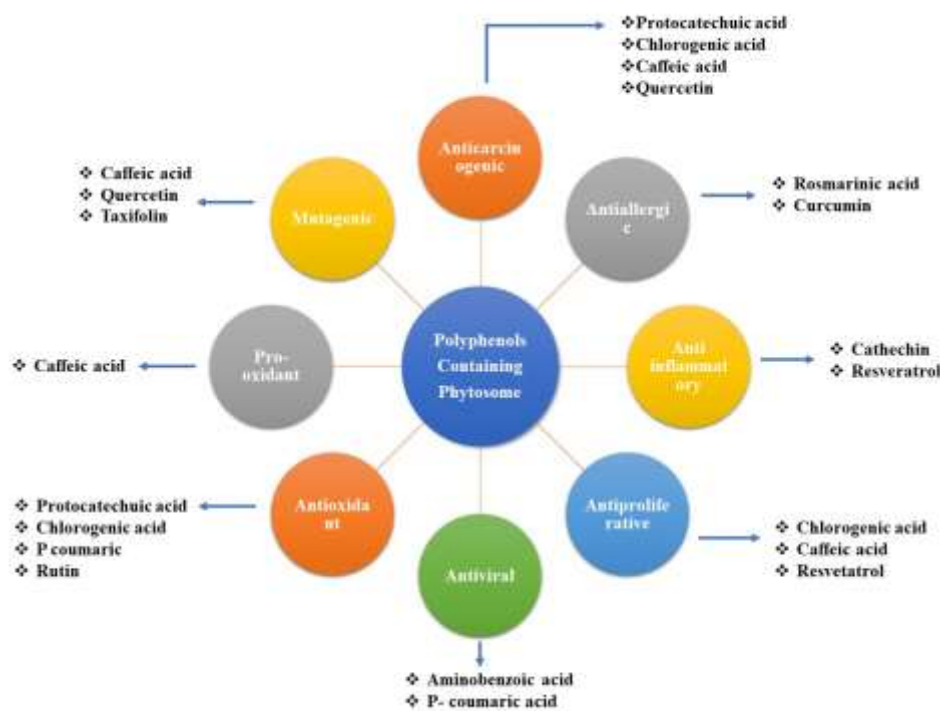 ❖Protocatechuic acid
❖Chlorogenic acid
❖Caffeic acid
❖Quercetin
Anticarcin
ogenic
❖ Caffeic acid
❖ Quercetin
❖ Taxifolin
Mutagenic
Antiallergi
c
❖ Rosmarinic acid
❖ Curcumin
❖ Caffeic acid
Pro-
oxidant
Polyphenols
Containing
Phytosome
Anti
inflammat
ory
❖ Cathechin
❖ Resveratrol
❖ Protocatechuic acid
❖ Chlorogenic acid
❖ P coumaric
❖ Rutin
Antioxida
nt
Antiviral
Antiprolife
rative
❖ Chlorogenic acid
❖ Caffeic acid
❖ Resvetatrol
❖ Aminobenzoic acid
❖ P- coumaric acid